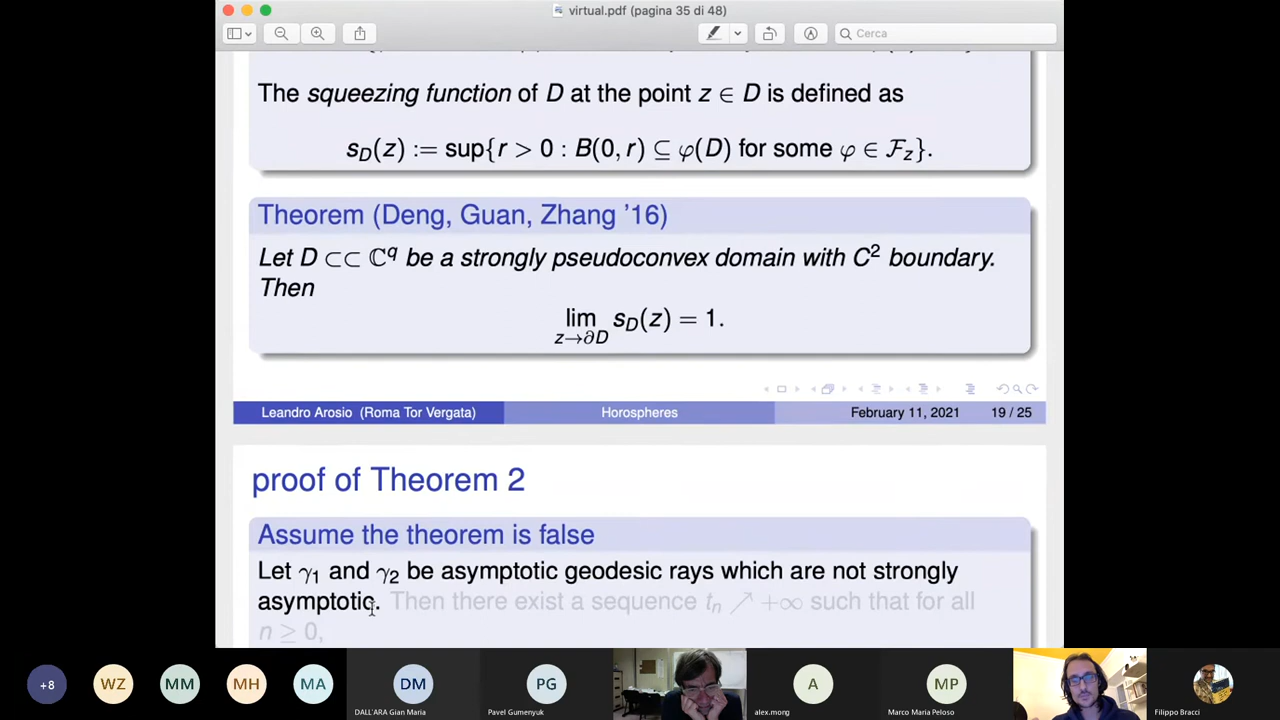 virtual.pdf (pagina 35 di 48)
Cerca
The squeezing function of D at the point z ∈ D is defined as
s_D(z) := sup{r > 0 : B(0, r) ⊆ φ(D) for some φ ∈ F_z}.
Theorem (Deng, Guan, Zhang '16)
Let D ⊂⊂ ℂ^q be a strongly pseudoconvex domain with C² boundary.
Then
lim s_D(z) = 1.
z→∂D
Leandro Arosio (Roma Tor Vergata) Horospheres February 11, 2021 19 / 25
proof of Theorem 2
Assume the theorem is false
Let γ₁ and γ₂ be asymptotic geodesic rays which are not strongly
asymptotic. Then there exist a sequence t_n ↗ +∞ such that for all
n ≥ 0,
+8 WZ MM MH MA DM PG A MP
DALL'ARA Gian Maria Pavel Gumenyuk alex.mong Marco Maria Peloso Filippo Bracci